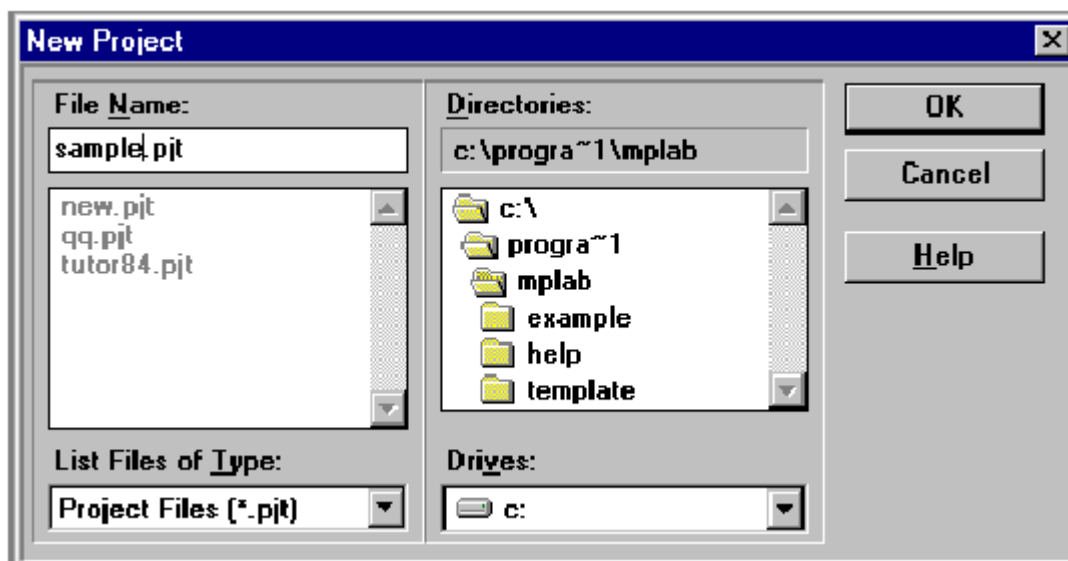 New Project
File Name:
sample.pjt
new.pjt
qq.pjt
tutor84.pjt
List Files of Type:
Project Files (*.pjt)
Directories:
c:\progra~1\mplab
c:\
progra~1
mplab
example
help
template
Drives:
c:
OK
Cancel
Help